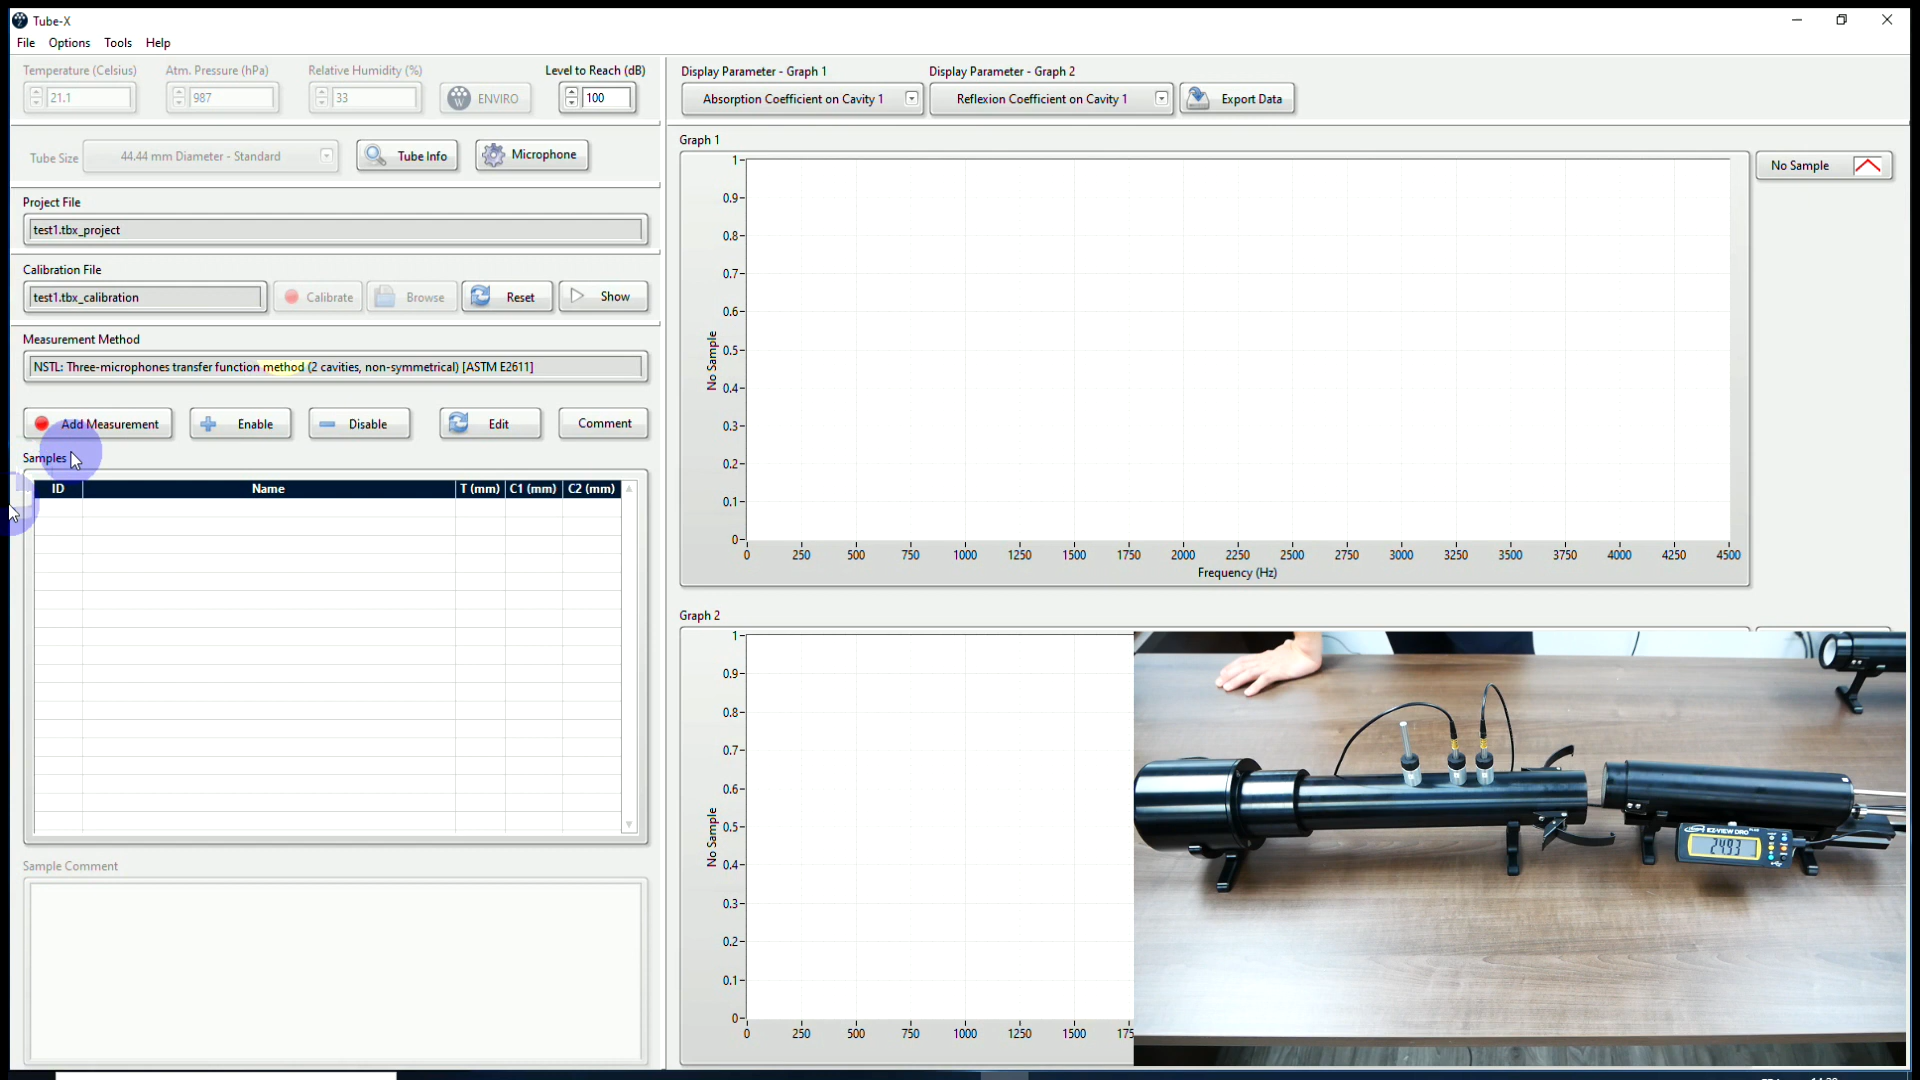 Tube-X
File Options Tools Help
Temperature (Celsius) Atm. Pressure (hPa) Relative Humidity (%) Level to Reach (dB)
21.1 987 33 ENVIRO 100
Tube Size 44.44 mm Diameter - Standard Tube Info Microphone
Project File
test1.tbx_project
Calibration File
test1.tbx_calibration Calibrate Browse Reset Show
Measurement Method
NSTL: Three-microphones transfer function method (2 cavities, non-symmetrical) [ASTM E2611]
Add Measurement Enable Disable Edit Comment
Samples
ID Name T (mm) C1 (mm) C2 (mm)
Sample Comment
Display Parameter - Graph 1 Display Parameter - Graph 2
Absorption Coefficient on Cavity 1 Reflexion Coefficient on Cavity 1 Export Data
Graph 1
No Sample
1
0.9
0.8
0.7
0.6
0.5
0.4
0.3
0.2
0.1
0
No Sample
0 250 500 750 1000 1250 1500 1750 2000 2250 2500 2750 3000 3250 3500 3750 4000 4250 4500
Frequency (Hz)
Graph 2
1
0.9
0.8
0.7
0.6
0.5
0.4
0.3
0.2
0.1
0
No Sample
0 250 500 750 1000 1250 1500 175
EZ-VIEW DRO PLUS
24.93